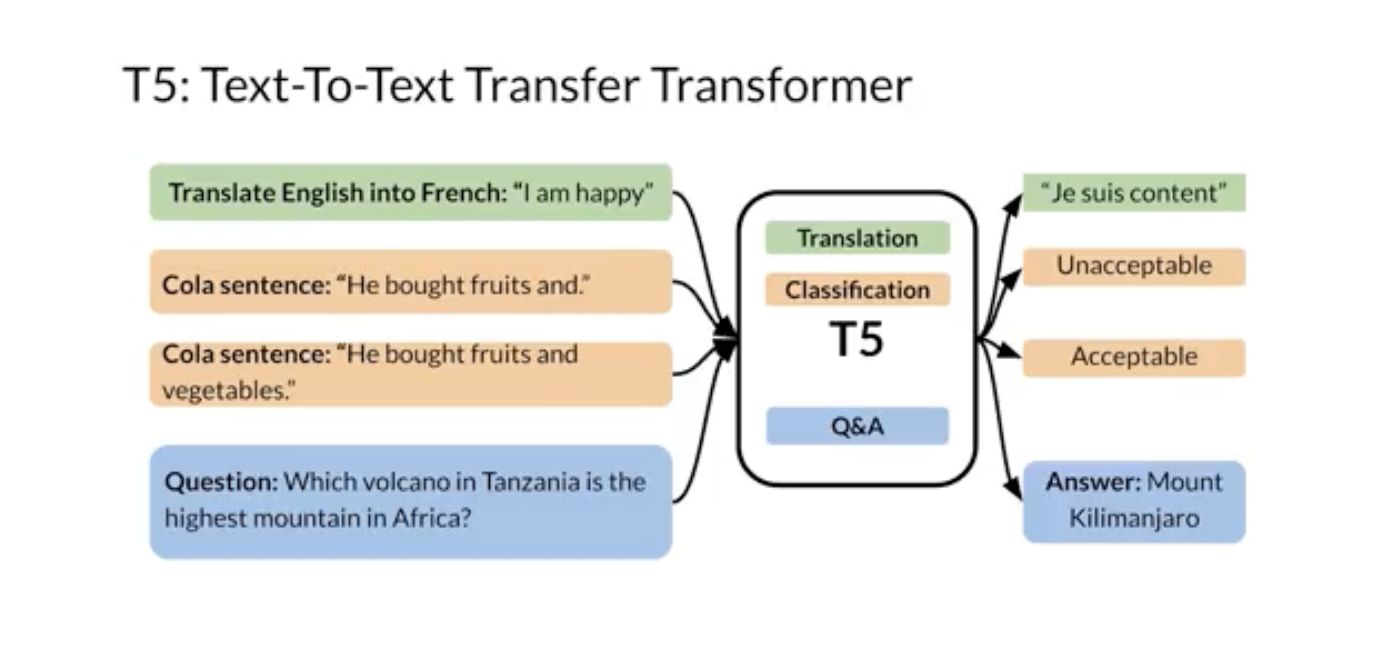 T5: Text-To-Text Transfer Transformer
Translate English into French: “I am happy”
Cola sentence: “He bought fruits and.”
Cola sentence: “He bought fruits and
vegetables.”
Question: Which volcano in Tanzania is the
highest mountain in Africa?
Translation
Classification
T5
Q&A
“Je suis content”
Unacceptable
Acceptable
Answer: Mount
Kilimanjaro